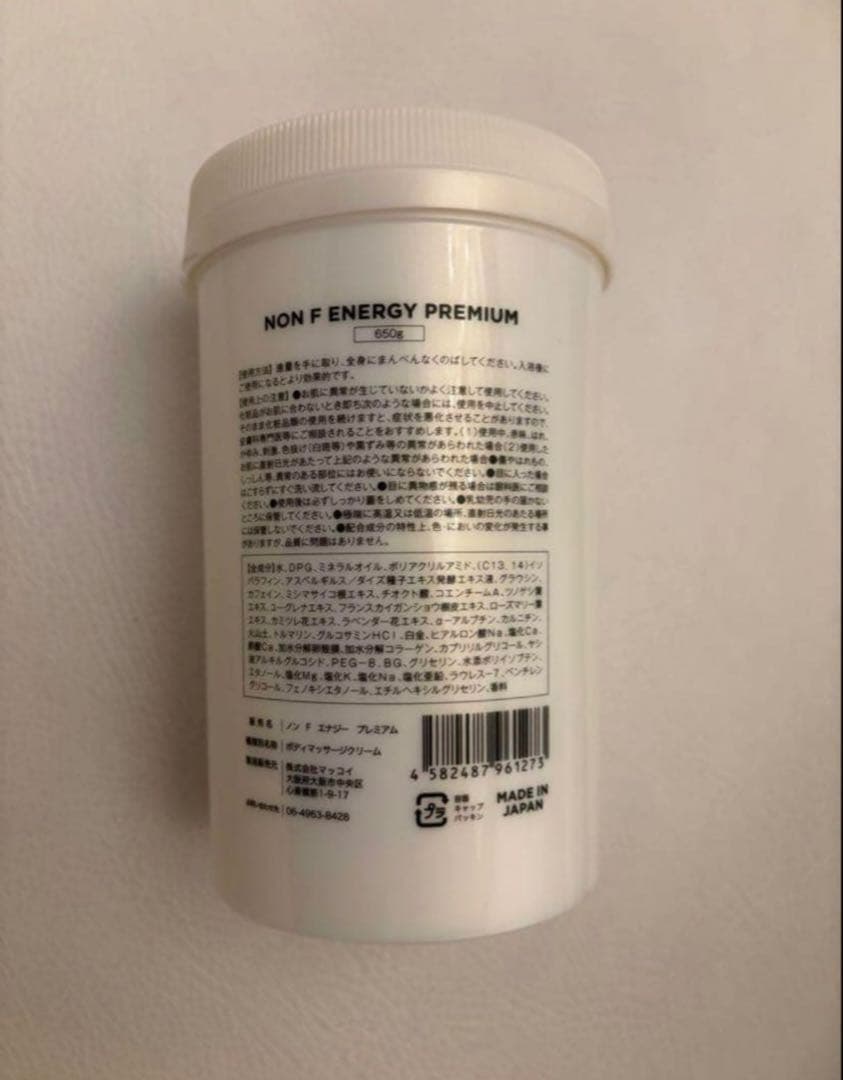 NON F ENERGY PREMIUM
650g
【使用方法】適量を手に取り、全身にまんべんなくのばしてください。入浴後に
ご使用になるとより効果的です。
【使用上の注意】●お肌に異常が生じていないかよく注意して使用してください。
化粧品がお肌に合わないとき即ち次のような場合には、使用を中止してください。
そのまま化粧品類の使用を続けますと、症状を悪化させることがありますので、
皮膚科専門医等にご相談されることをおすすめします。(1)使用中、赤味、はれ、
かゆみ、刺激、色抜け(白斑等)や黒ずみ等の異常があらわれた場合(2)使用した
お肌に直射日光があたって上記のような異常があらわれた場合●傷やはれもの、
しっしん等、異常のある部位にはお使いにならないでください。●目に入った場合
はこすらずにすぐ洗い流してください。●目に異物感が残る場合は眼科医にご相談
ください。●使用後は必ずしっかり蓋をしめてください。●乳幼児の手の届かない
ところに保管してください。●極端に高温又は低温の場所、直射日光のあたる場所
には保管しないでください。●配合成分の特性上、色・においの変化が発生する事
がありますが、品質に問題はありません。
【全成分】水、DPG、ミネラルオイル、ポリアクリルアミド、(C13,14)イソ
パラフィン、アスペルギルス/ダイズ種子エキス発酵エキス液、グラウシン、
カフェイン、ミシマサイコ根エキス、チオクト酸、コエンチームA、ツノゲシ葉
エキス、ユーグレナエキス、フランスカイガンショウ樹皮エキス、ローズマリー葉
エキス、カミツレ花エキス、ラベンダー花エキス、α-アルブチン、カルニチン、
火山土、トルマリン、グルコサミンHCl、白金、ヒアルロン酸Na、塩化Ca、
加水分解卵殻膜、加水分解コラーゲン、カプリリルグリコール、ヤシ
油アルキルグルコシド、PEG-8、BG、グリセリン、水添ポリイソブテン、
エタノール、塩化Mg、塩化K、塩化Na、塩化亜鉛、ラウレス-7、ペンチレン
グリコール、フェノキシエタノール、エチルヘキシルグリセリン、香料
販売名 ノン F エナジー プレミアム
種類別名称 ボディマッサージクリーム
製造販売元 株式会社マッコイ
大阪府大阪市中央区
心斎橋筋1-9-17
お問い合わせ先 06-4963-8428
4 582487 961273
プラ
容器
キャップ
パッキン
MADE IN
JAPAN